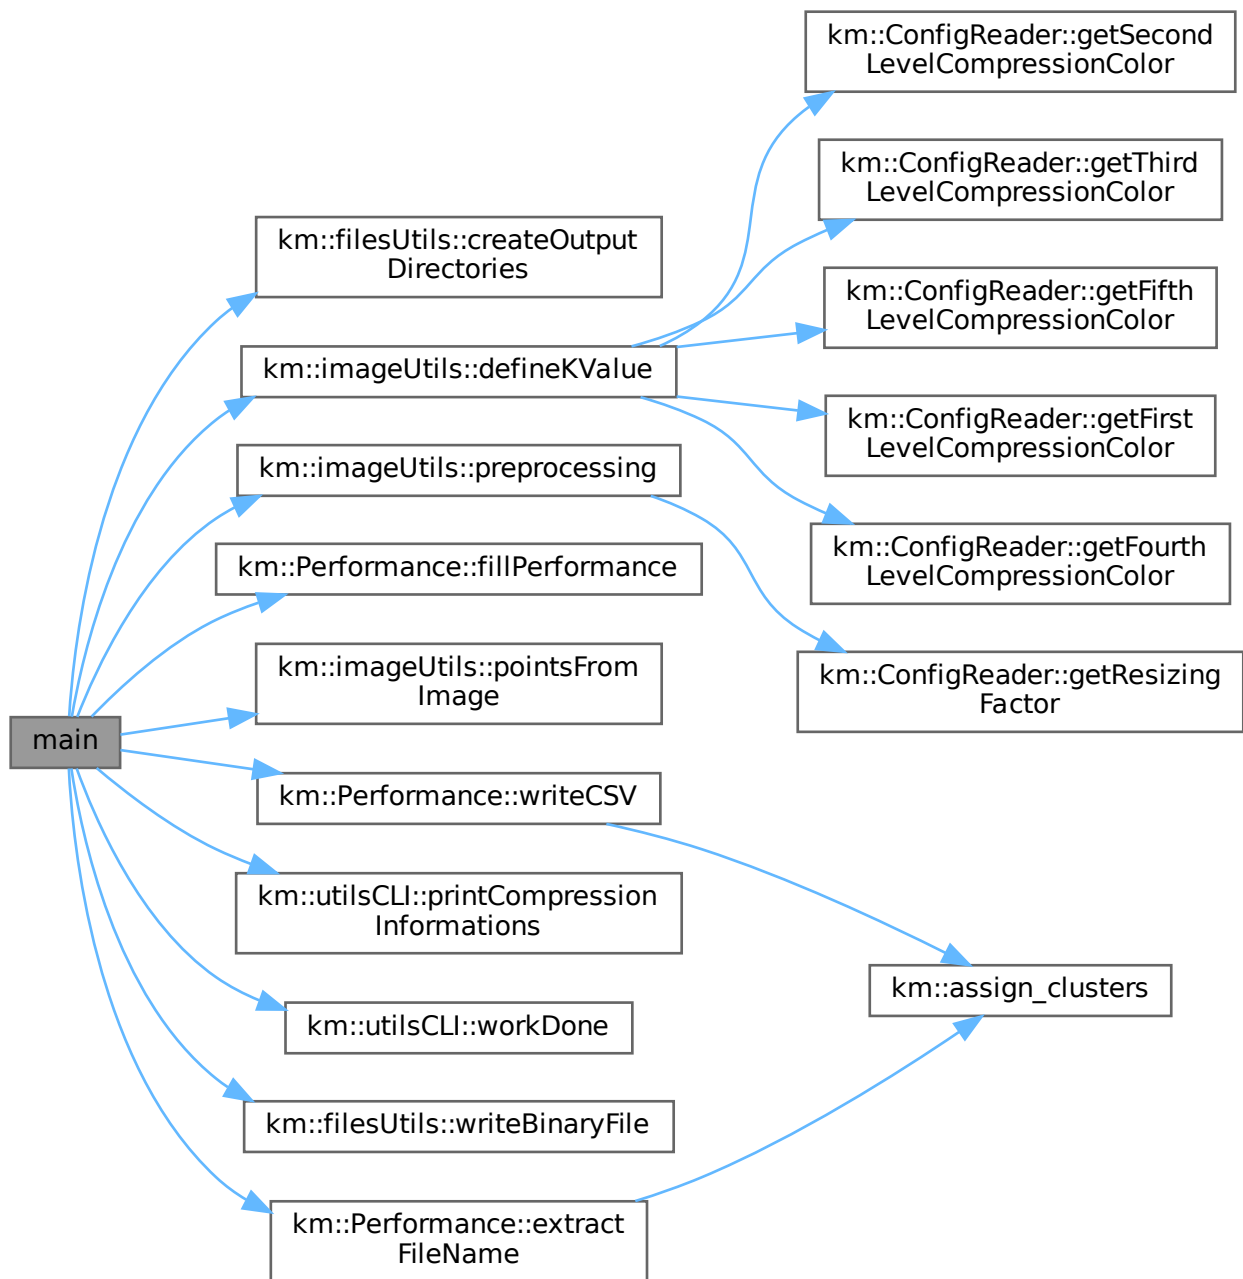 main
km::filesUtils::createOutput
Directories
km::imageUtils::defineKValue
km::imageUtils::preprocessing
km::Performance::fillPerformance
km::imageUtils::pointsFrom
Image
km::Performance::writeCSV
km::utilsCLI::printCompression
Informations
km::utilsCLI::workDone
km::filesUtils::writeBinaryFile
km::Performance::extract
FileName
km::ConfigReader::getSecond
LevelCompressionColor
km::ConfigReader::getThird
LevelCompressionColor
km::ConfigReader::getFifth
LevelCompressionColor
km::ConfigReader::getFirst
LevelCompressionColor
km::ConfigReader::getFourth
LevelCompressionColor
km::ConfigReader::getResizing
Factor
km::assign_clusters